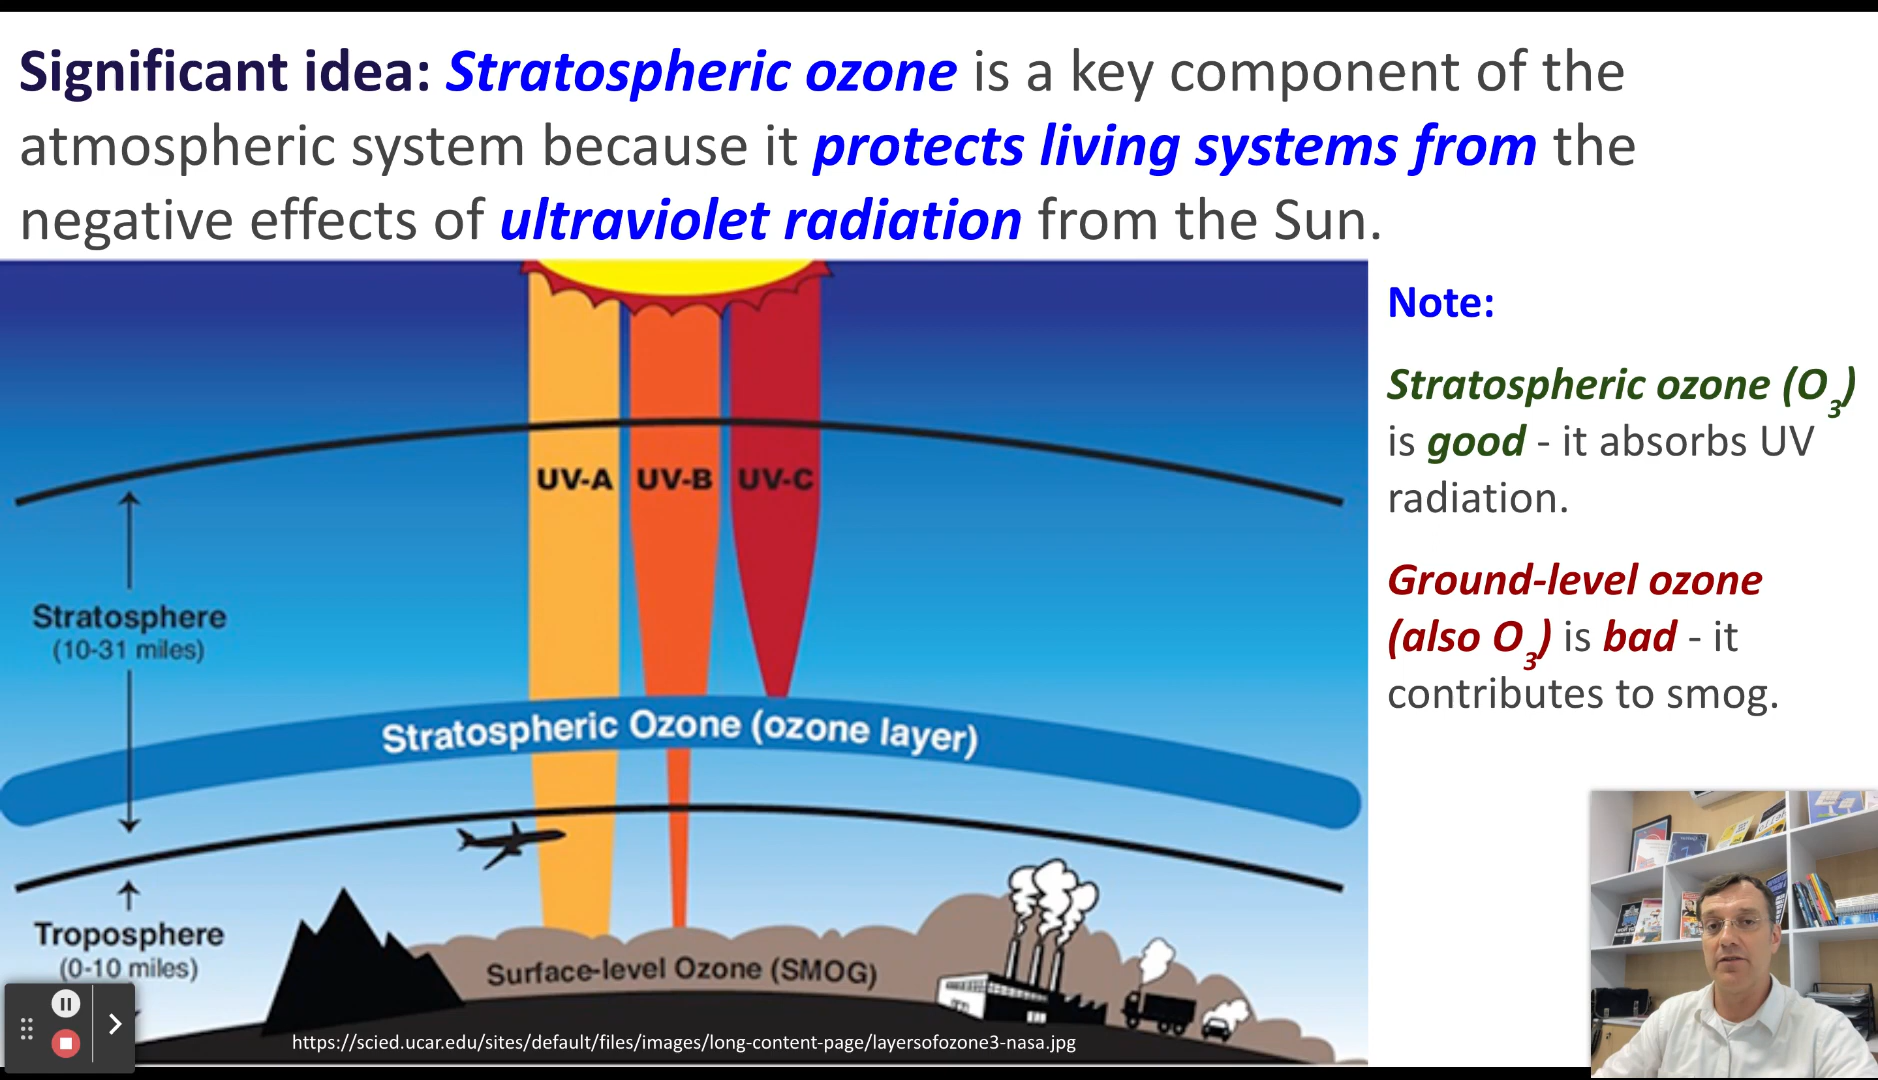 Significant idea: Stratospheric ozone is a key component of the
atmospheric system because it protects living systems from the
negative effects of ultraviolet radiation from the Sun.
Note:
Stratospheric ozone (O₃)
is good - it absorbs UV
radiation.
Ground-level ozone
(also O₃) is bad - it
contributes to smog.
UV-A UV-B UV-C
Stratosphere
(10-31 miles)
Stratospheric Ozone (ozone layer)
Troposphere
(0-10 miles)
Surface-level Ozone (SMOG)
https://scied.ucar.edu/sites/default/files/images/long-content-page/layersofozone3-nasa.jpg